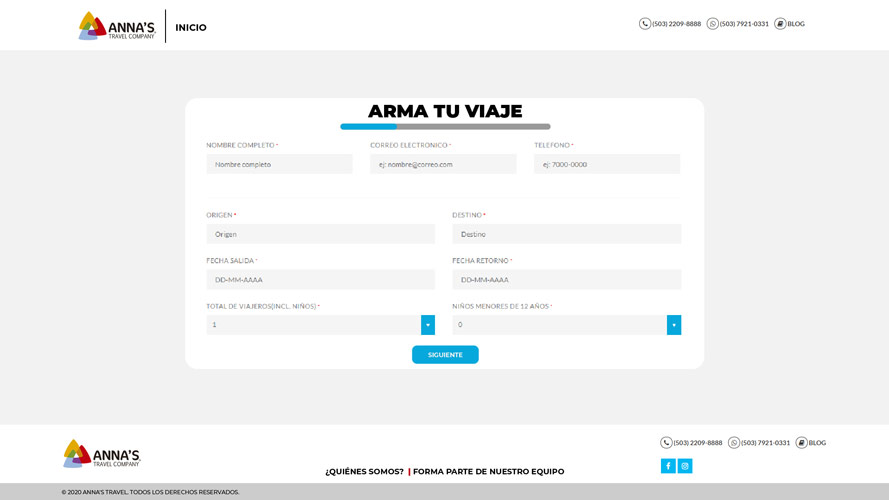 ANNA'S
TRAVEL COMPANY
INICIO
(503) 2209-8888
(503) 7921-0331
BLOG
ARMA TU VIAJE
NOMBRE COMPLETO *
CORREO ELECTRONICO *
TELEFONO *
Nombre completo
ej: nombre@correo.com
ej: 7000-0000
ORIGEN *
DESTINO *
Origen
Destino
FECHA SALIDA *
FECHA RETORNO *
DD-MM-AAAA
DD-MM-AAAA
TOTAL DE VIAJEROS(INCL. NIÑOS) *
NIÑOS MENORES DE 12 AÑOS *
1
0
SIGUIENTE
ANNA'S
TRAVEL COMPANY
(503) 2209-8888
(503) 7921-0331
BLOG
¿QUIÉNES SOMOS? | FORMA PARTE DE NUESTRO EQUIPO
© 2020 ANNA'S TRAVEL, TODOS LOS DERECHOS RESERVADOS.